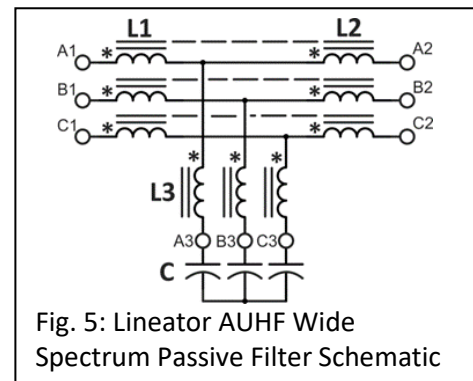 L1 L2
A1 * * A2
B1 * * B2
C1 * * C2
* * *
L3
A3 B3 C3
C
Fig. 5: Lineator AUHF Wide
Spectrum Passive Filter Schematic